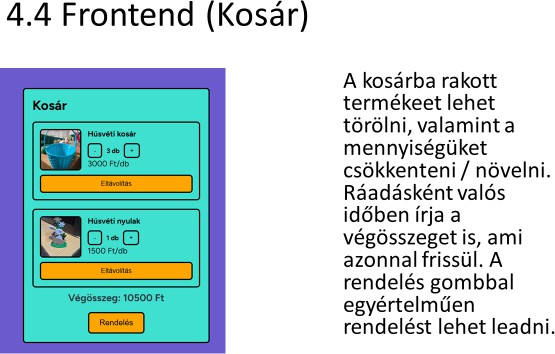 4.4 Frontend (Kosár)
Kosár
Húsvéti kosár
- 3 db +
3000 Ft/db
Eltávolítás
Húsvéti nyulak
- 1 db +
1500 Ft/db
Eltávolítás
Végösszeg: 10500 Ft
Rendelés
A kosárba rakott
termékeet lehet
törölni, valamint a
mennyiségüket
csökkenteni / növelni.
Ráadásként valós
időben írja a
végösszeget is, ami
azonnal frissül. A
rendelés gombbal
egyértelműen
rendelést lehet leadni.